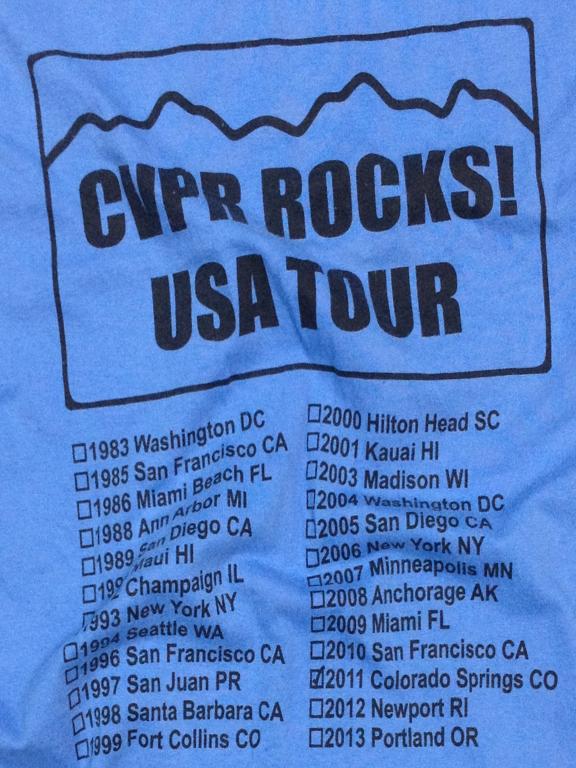 CVPR ROCKS!
USA TOUR
1983 Washington DC
1985 San Francisco CA
1986 Miami Beach FL
1988 Ann Arbor MI
1989 San Diego CA
Maui HI
199 Champaign IL
1993 New York NY
1994 Seattle WA
1996 San Francisco CA
1997 San Juan PR
1998 Santa Barbara CA
1999 Fort Collins CO
2000 Hilton Head SC
2001 Kauai HI
2003 Madison WI
2004 Washington DC
2005 San Diego CA
2006 New York NY
2007 Minneapolis MN
2008 Anchorage AK
2009 Miami FL
2010 San Francisco CA
2011 Colorado Springs CO
2012 Newport RI
2013 Portland OR